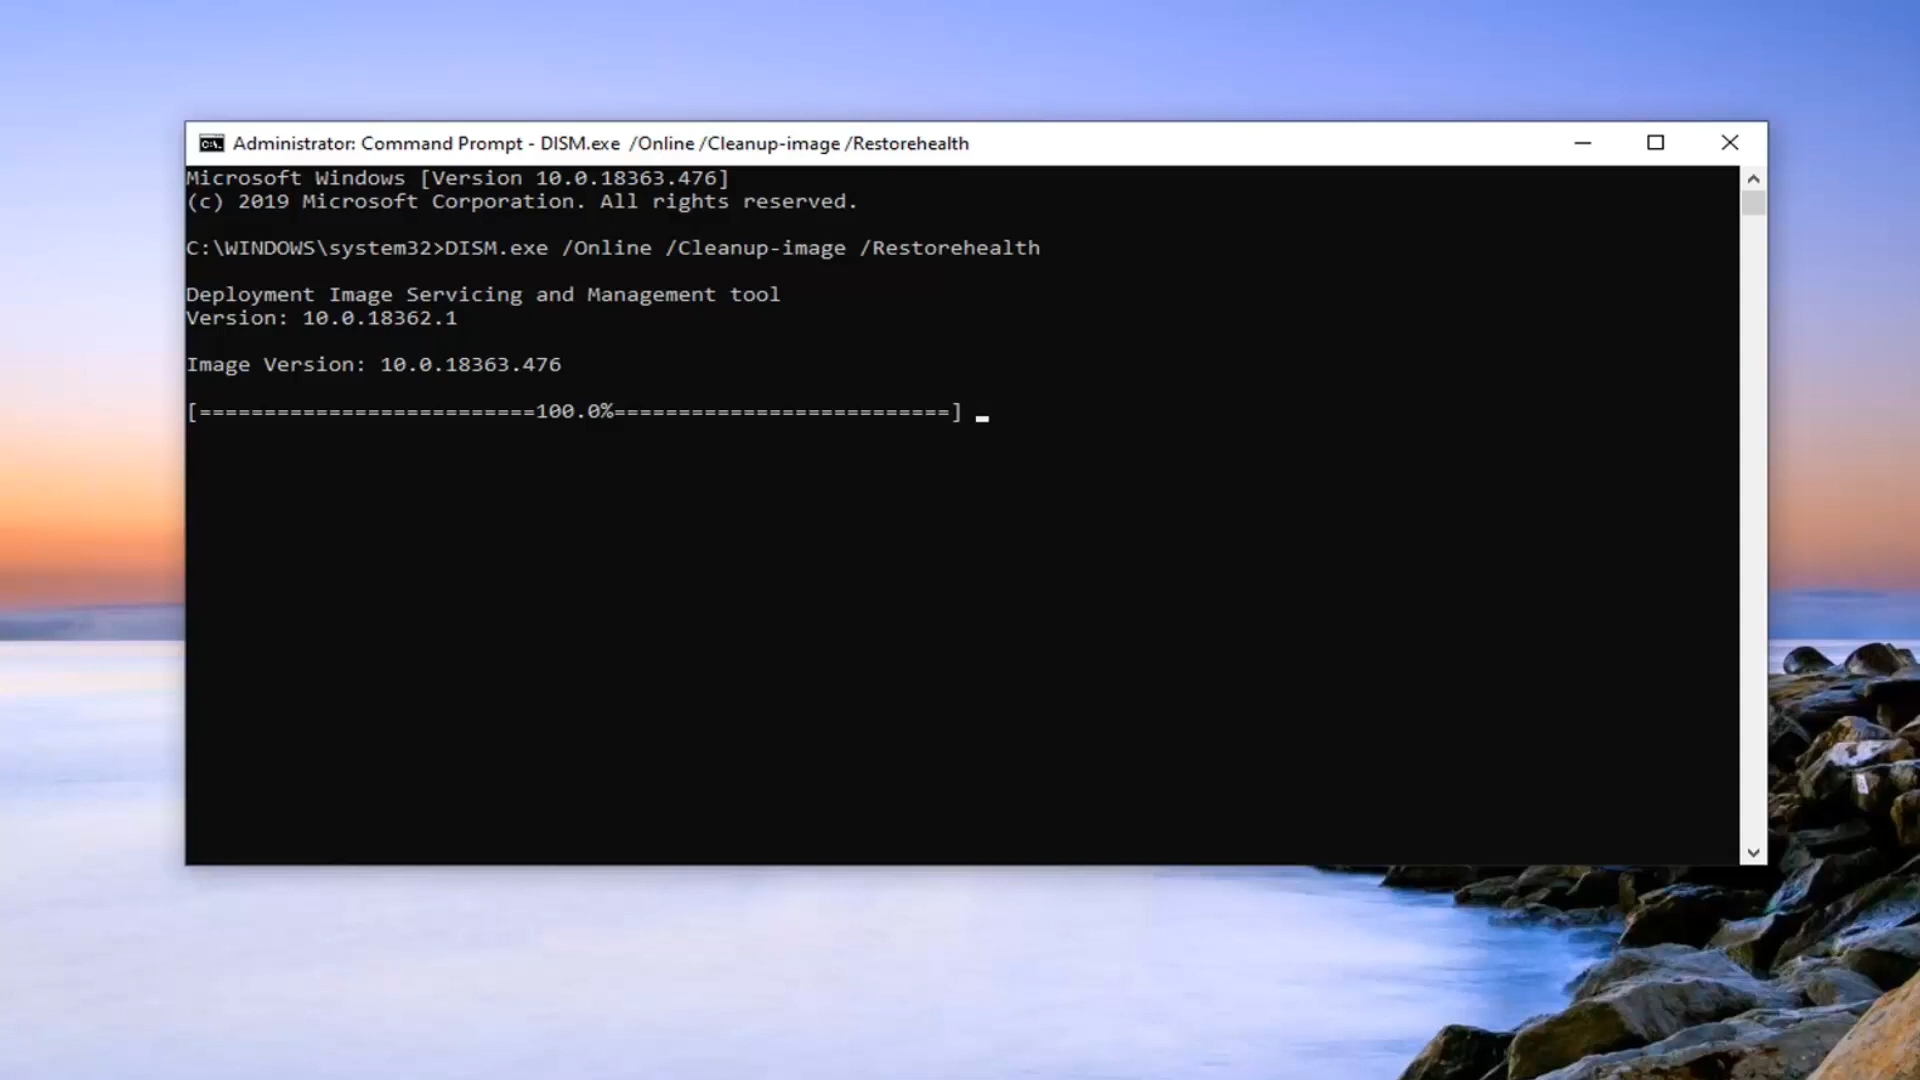 Administrator: Command Prompt - DISM.exe  /Online /Cleanup-image /Restorehealth
Microsoft Windows [Version 10.0.18363.476]
(c) 2019 Microsoft Corporation. All rights reserved.
C:\WINDOWS\system32>DISM.exe /Online /Cleanup-image /Restorehealth
Deployment Image Servicing and Management tool
Version: 10.0.18362.1
Image Version: 10.0.18363.476
[==========================100.0%==========================]